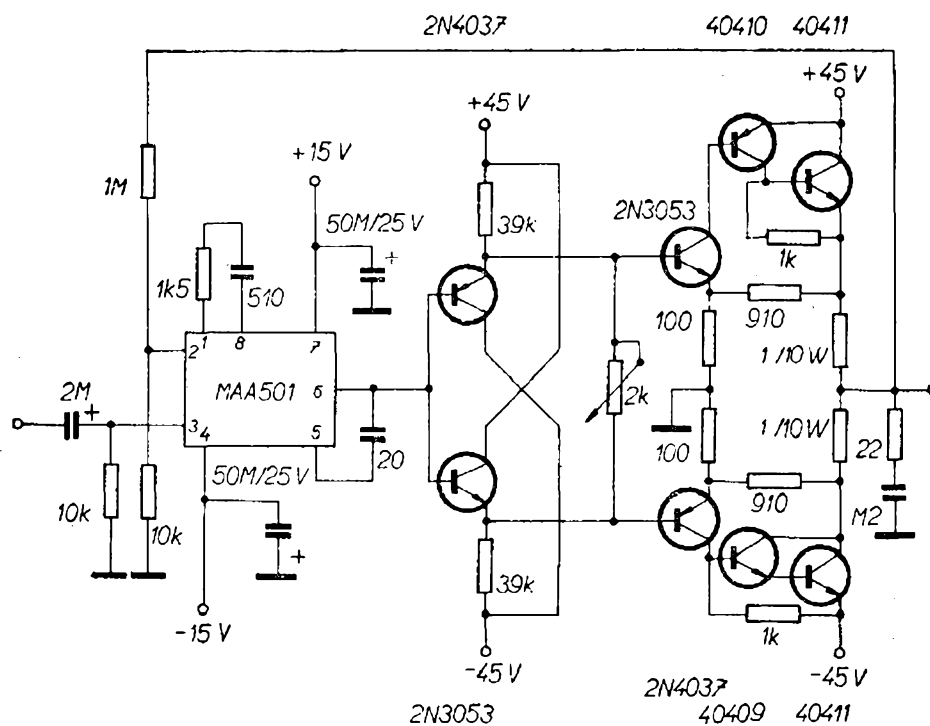 2N4037 40410 40411
+45 V
+45 V
+15 V
1M
50M/25 V
+
39k
2N3053
1k5
510
1k
910
100
1 8 7
2
MAA501 6
2k
1/10W
2M
+
3
4 5
20
100
1/10W
22
50M/25 V
910
M2
10k 10k
+
39k
1k
-15 V
-45 V
-45 V
2N4037
2N3053
40409 40411